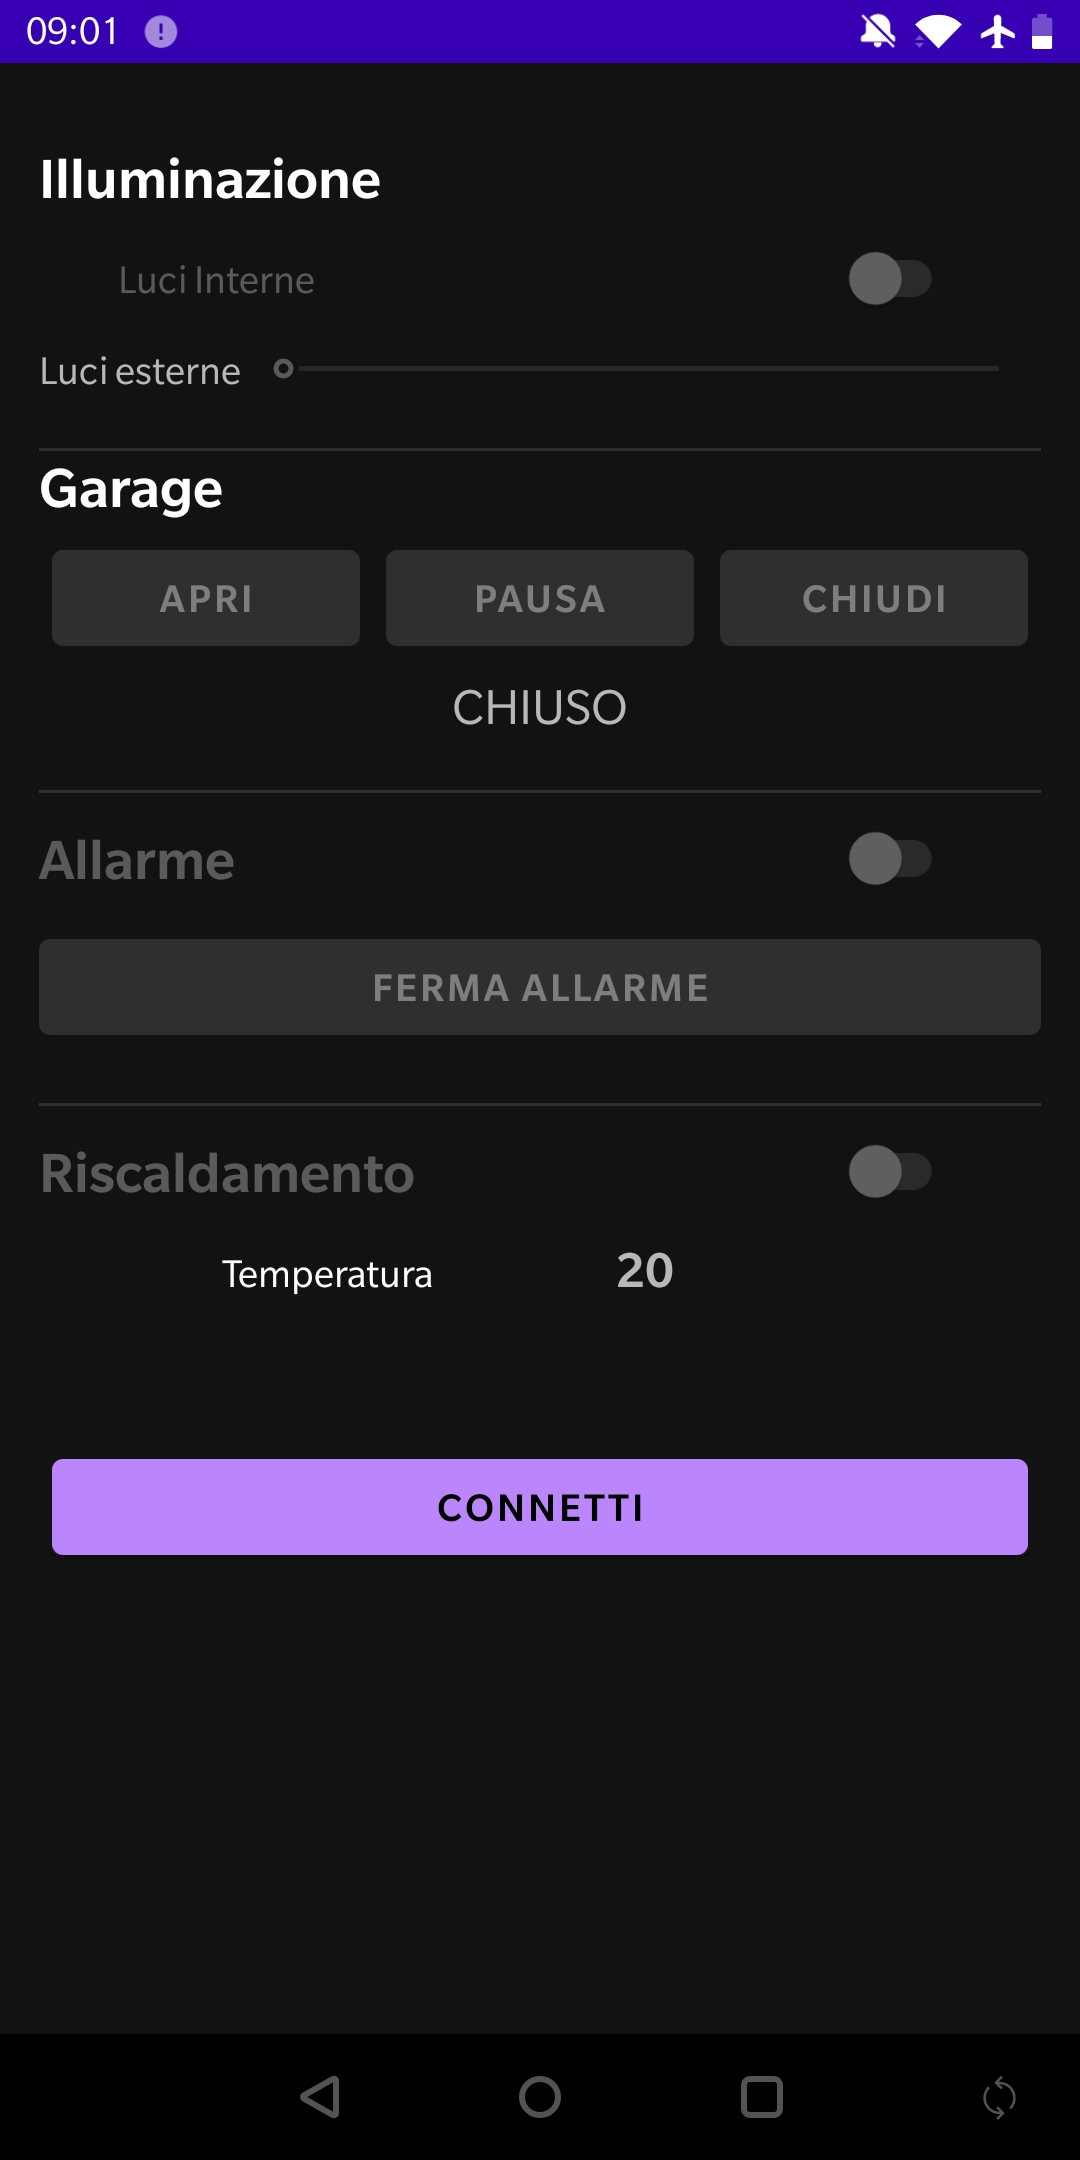 09:01
Illuminazione
Luci Interne
Luci esterne
Garage
APRI PAUSA CHIUDI
CHIUSO
Allarme
FERMA ALLARME
Riscaldamento
Temperatura 20
CONNETTI